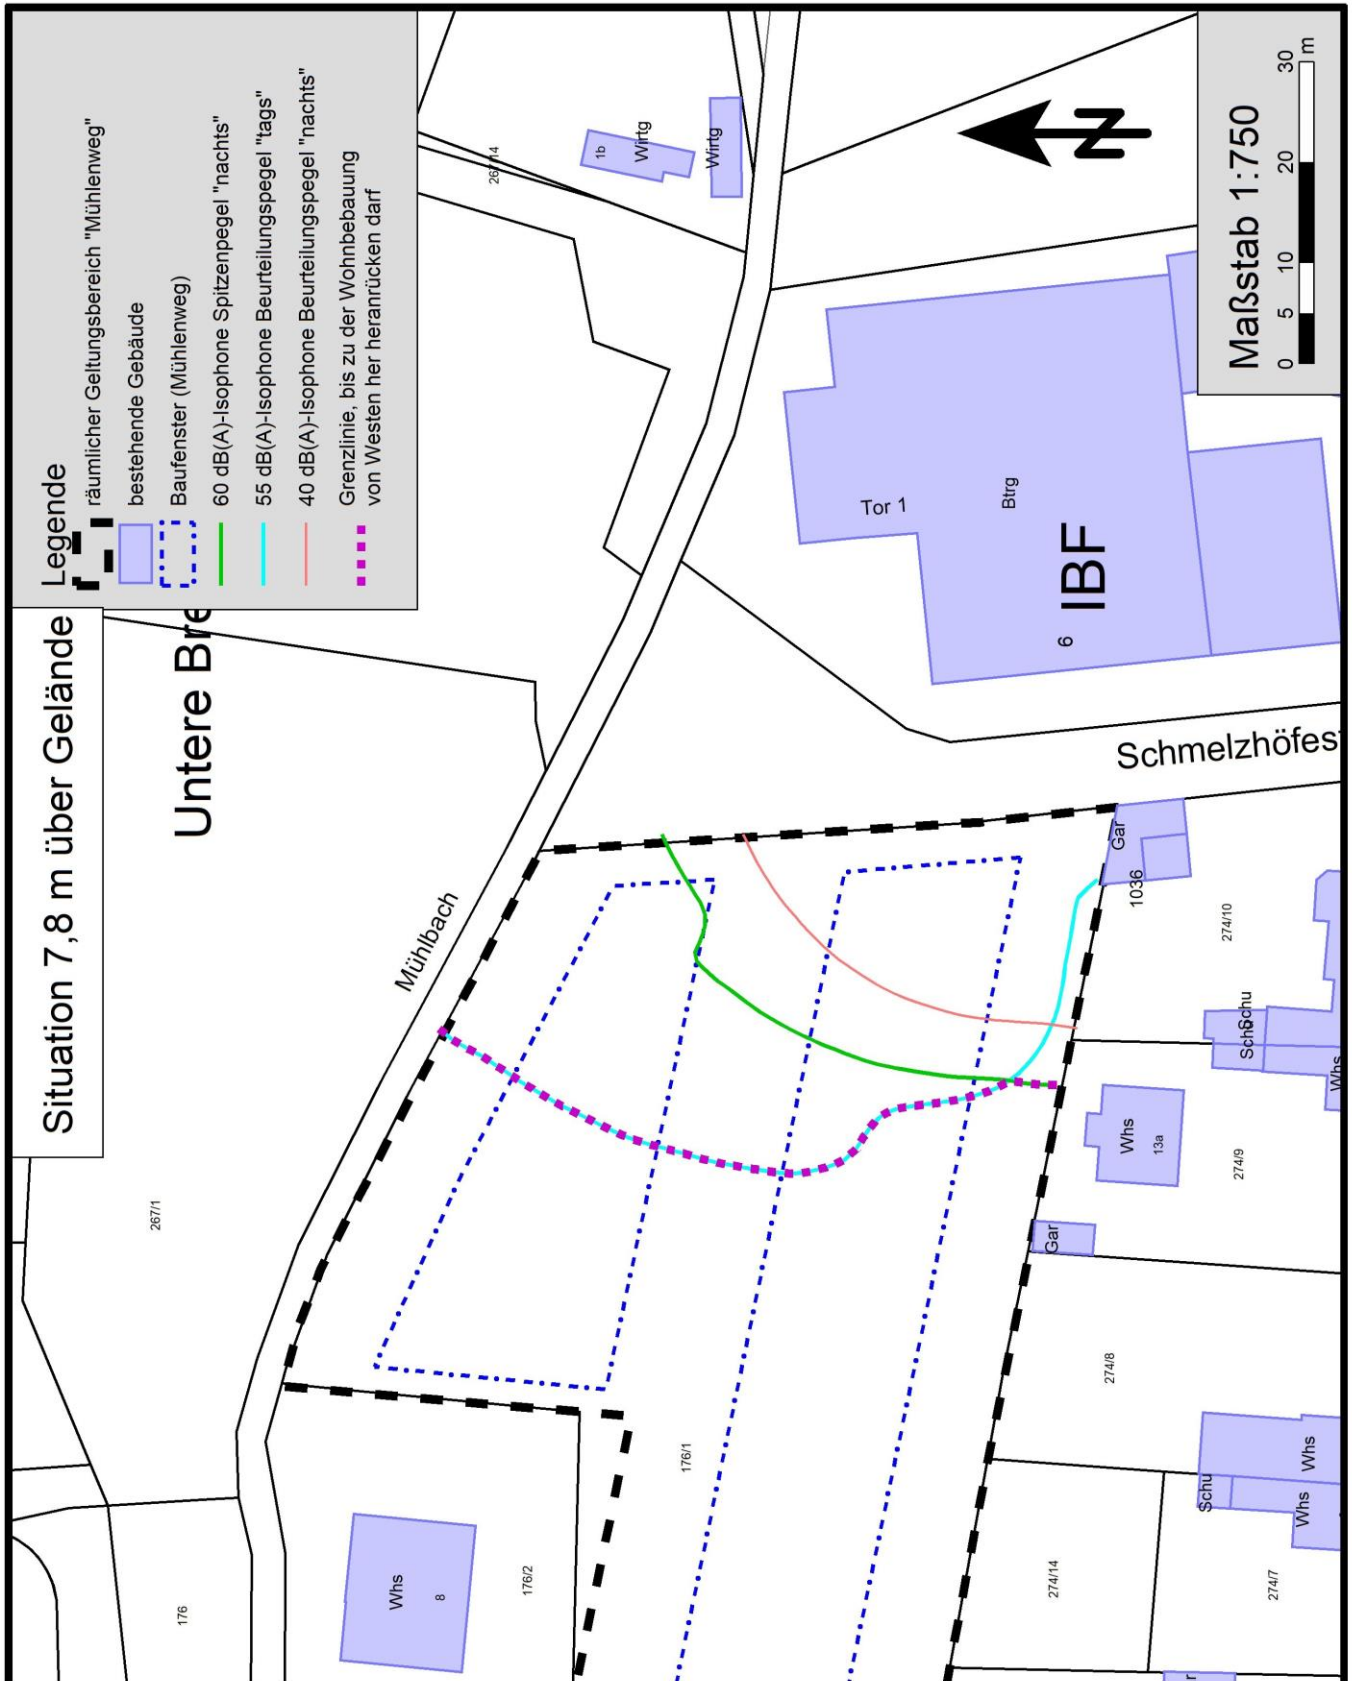 Situation 7,8 m über Gelände
Legende
räumlicher Geltungsbereich "Mühlenweg"
bestehende Gebäude
Baufenster (Mühlenweg)
60 dB(A)-Isophone Spitzenpegel "nachts"
55 dB(A)-Isophone Beurteilungspegel "tags"
40 dB(A)-Isophone Beurteilungspegel "nachts"
Grenzlinie, bis zu der Wohnbebauung
von Westen her heranrücken darf
Untere Bre
267/1
267/14
1b
Wirtg
Wirtg
N
Maßstab 1:750
0 5 10 20 30 m
Mühlbach
Tor 1
Btrg
6
IBF
Schmelzhöfes
Gar
1036
274/10
Schu
Schu
Whs
Whs
13a
274/9
Gar
274/8
176/1
Schu
Whs
Whs
176
Whs
8
176/2
274/14
274/7